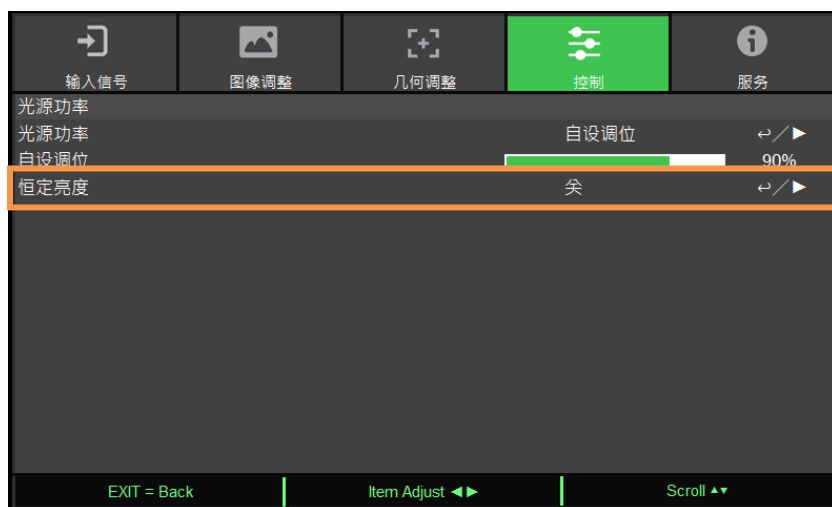 输入信号 图像调整 几何调整 控制 服务
光源功率
光源功率 自设调位 ↵／▶
自设调位 90%
恒定亮度 关 ↵／▶
EXIT = Back Item Adjust ◀▶ Scroll ▲▼